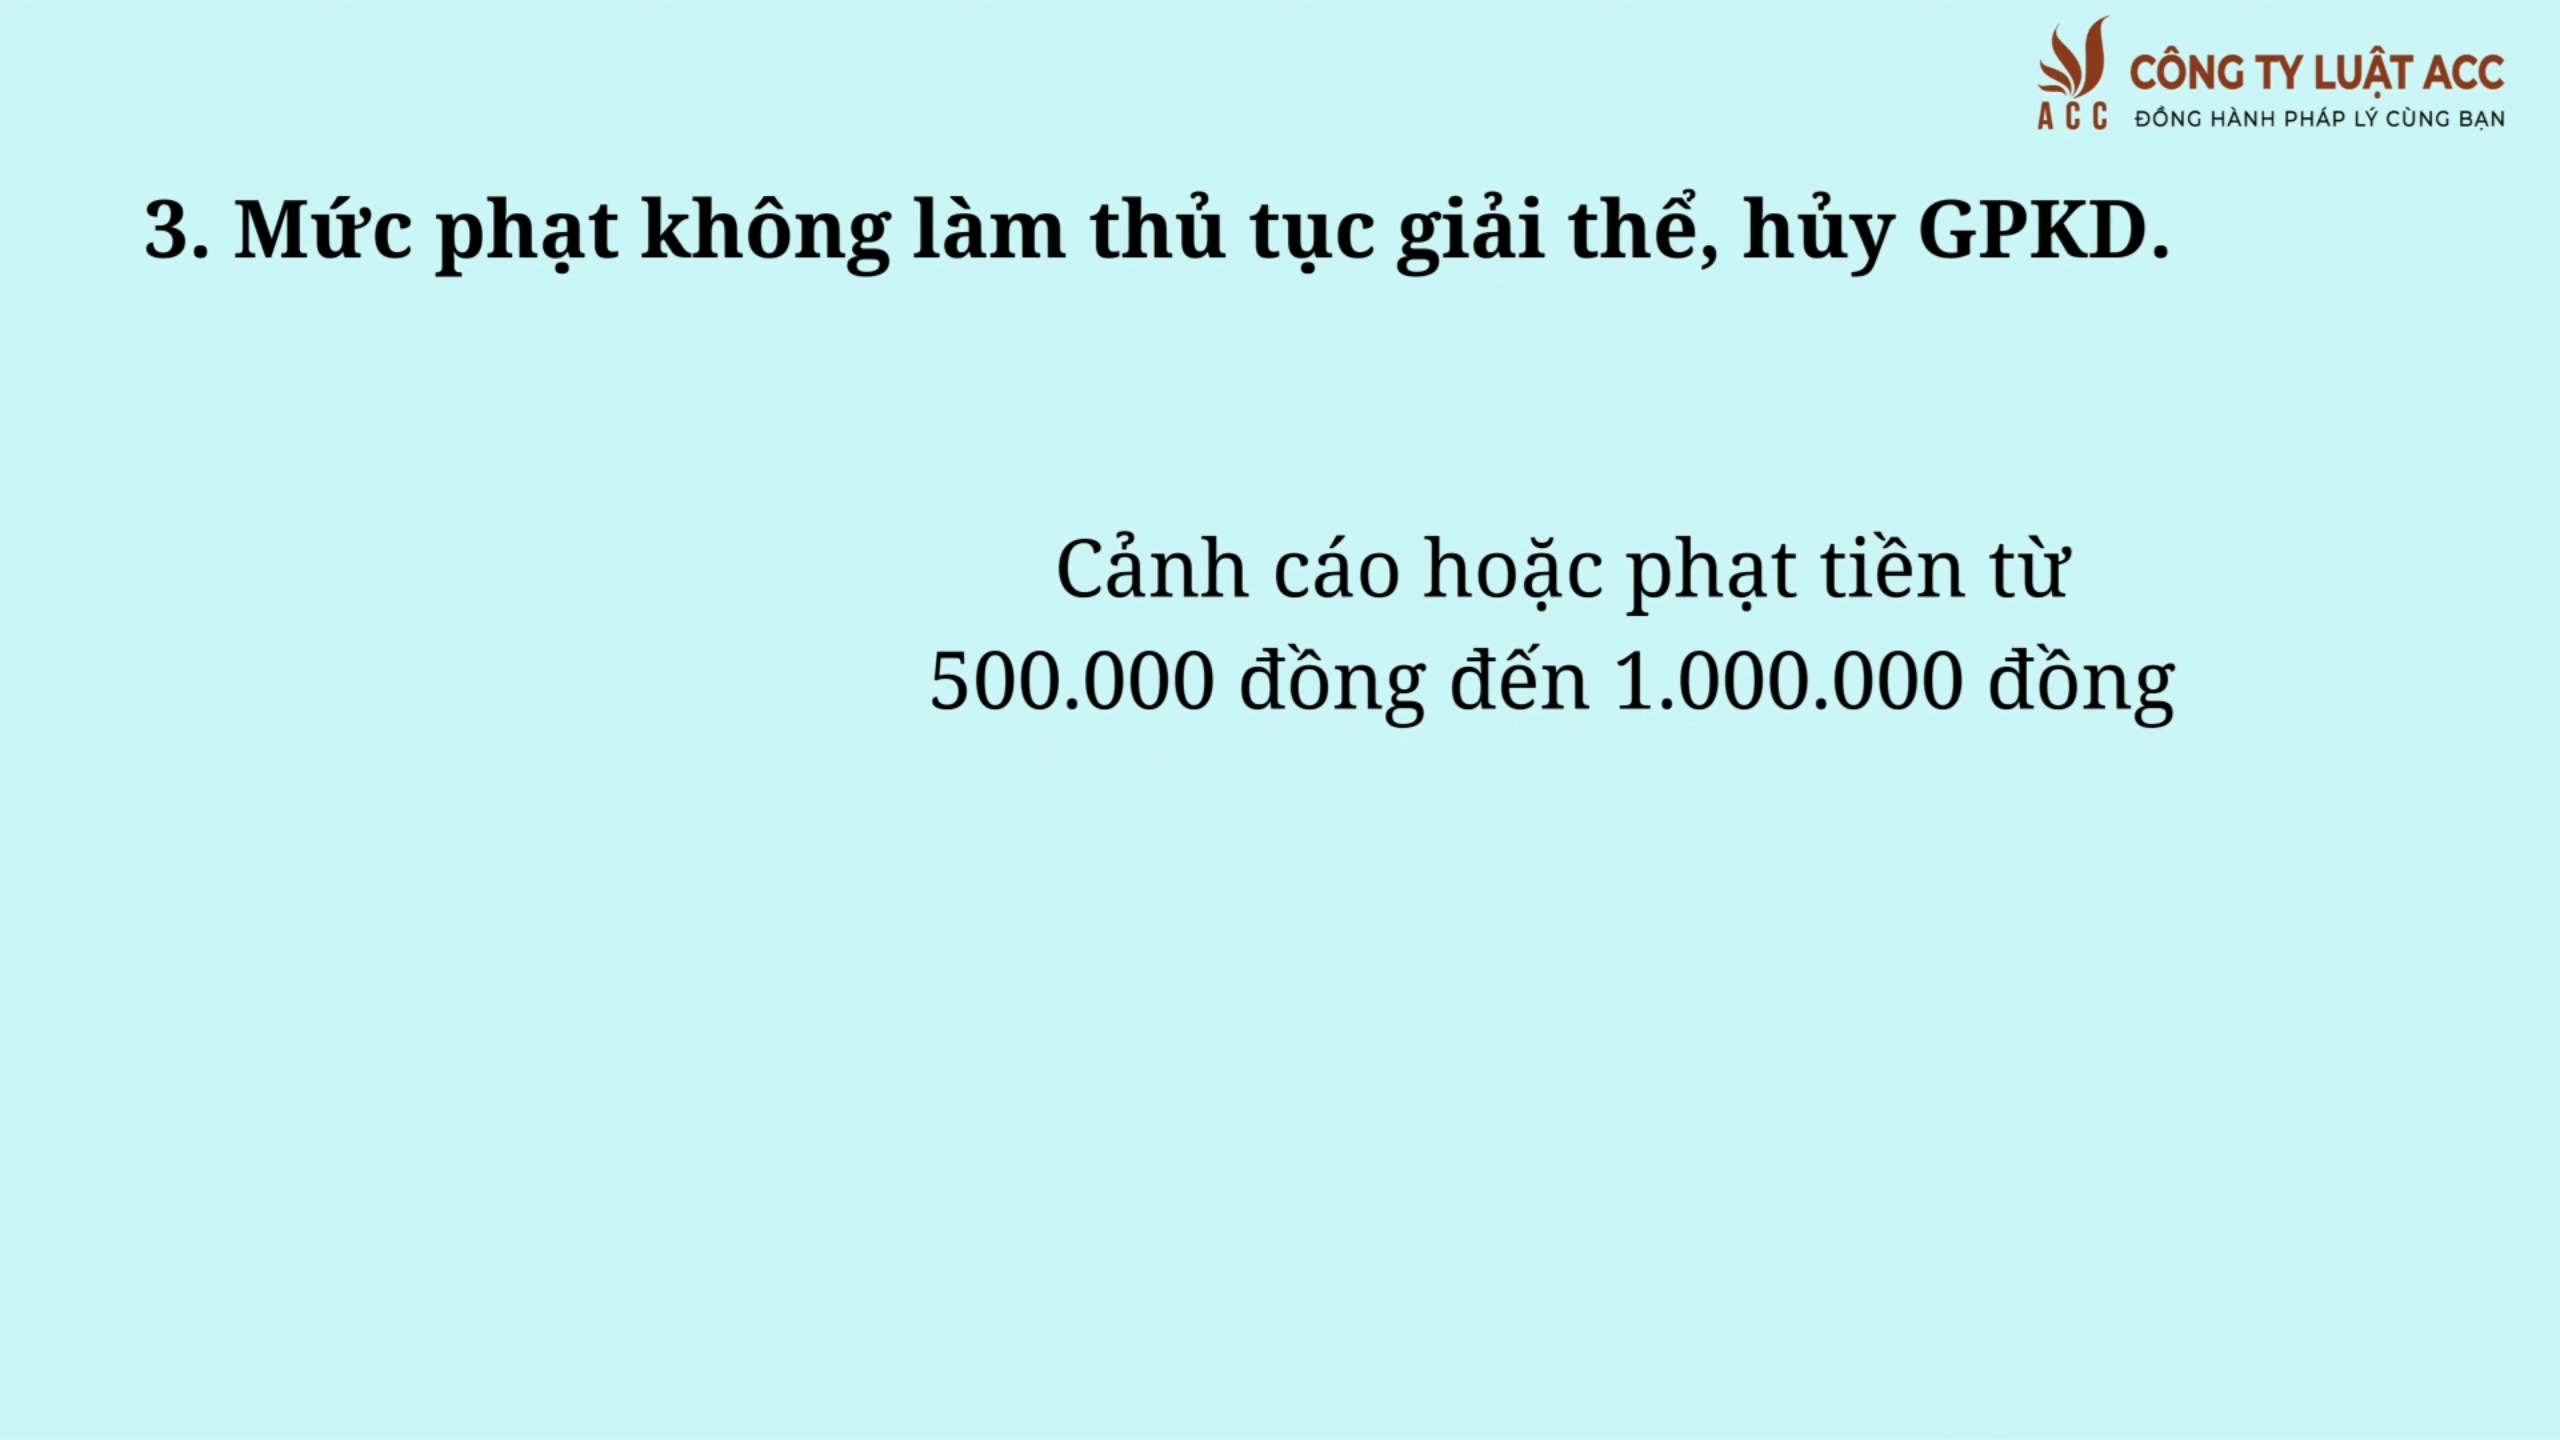 CÔNG TY LUẬT ACC
ACC
ĐỒNG HÀNH PHÁP LÝ CÙNG BẠN
3. Mức phạt không làm thủ tục giải thể, hủy GPKD.
Cảnh cáo hoặc phạt tiền từ
500.000 đồng đến 1.000.000 đồng